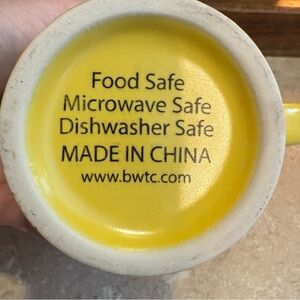 Food Safe
Microwave Safe
Dishwasher Safe
MADE IN CHINA
www.bwtc.com